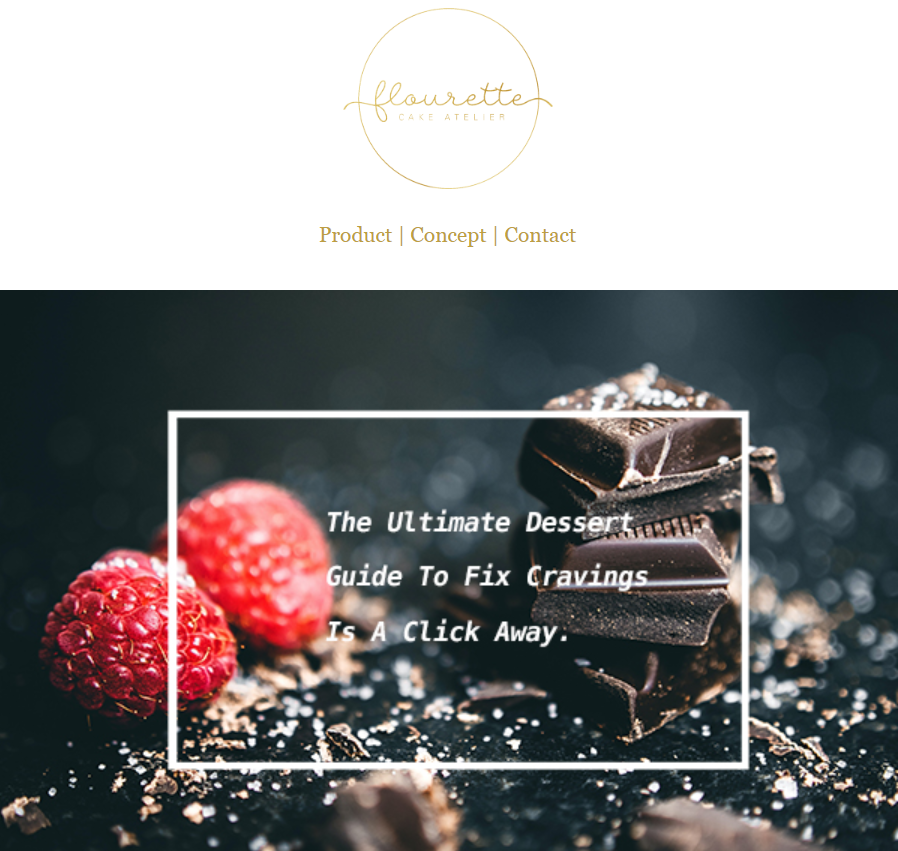 flourette
CAKE ATELIER
Product | Concept | Contact
The Ultimate Dessert
Guide To Fix Cravings
Is A Click Away.